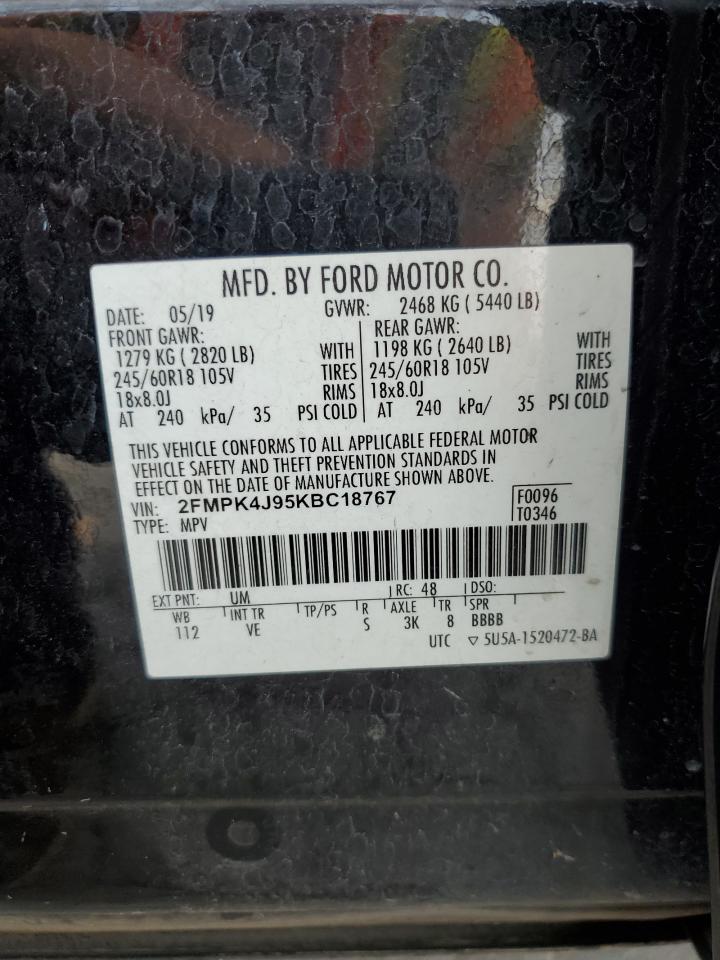 MFD. BY FORD MOTOR CO.
DATE: 05/19 GVWR: 2468 KG ( 5440 LB)
FRONT GAWR: REAR GAWR:
1279 KG ( 2820 LB) WITH 1198 KG ( 2640 LB) WITH
245/60R18 105V TIRES 245/60R18 105V TIRES
18x8.0J RIMS 18x8.0J RIMS
AT 240 kPa/ 35 PSI COLD AT 240 kPa/ 35 PSI COLD
THIS VEHICLE CONFORMS TO ALL APPLICABLE FEDERAL MOTOR
VEHICLE SAFETY AND THEFT PREVENTION STANDARDS IN
EFFECT ON THE DATE OF MANUFACTURE SHOWN ABOVE.
VIN: 2FMPK4J95KBC18767 F0096
TYPE: MPV T0346
EXT PNT: UM RC: 48 DSO:
WB INT TR TP/PS R AXLE TR SPR
112 VE S 3K 8 BBBB
UTC ▽ 5U5A-1520472-BA